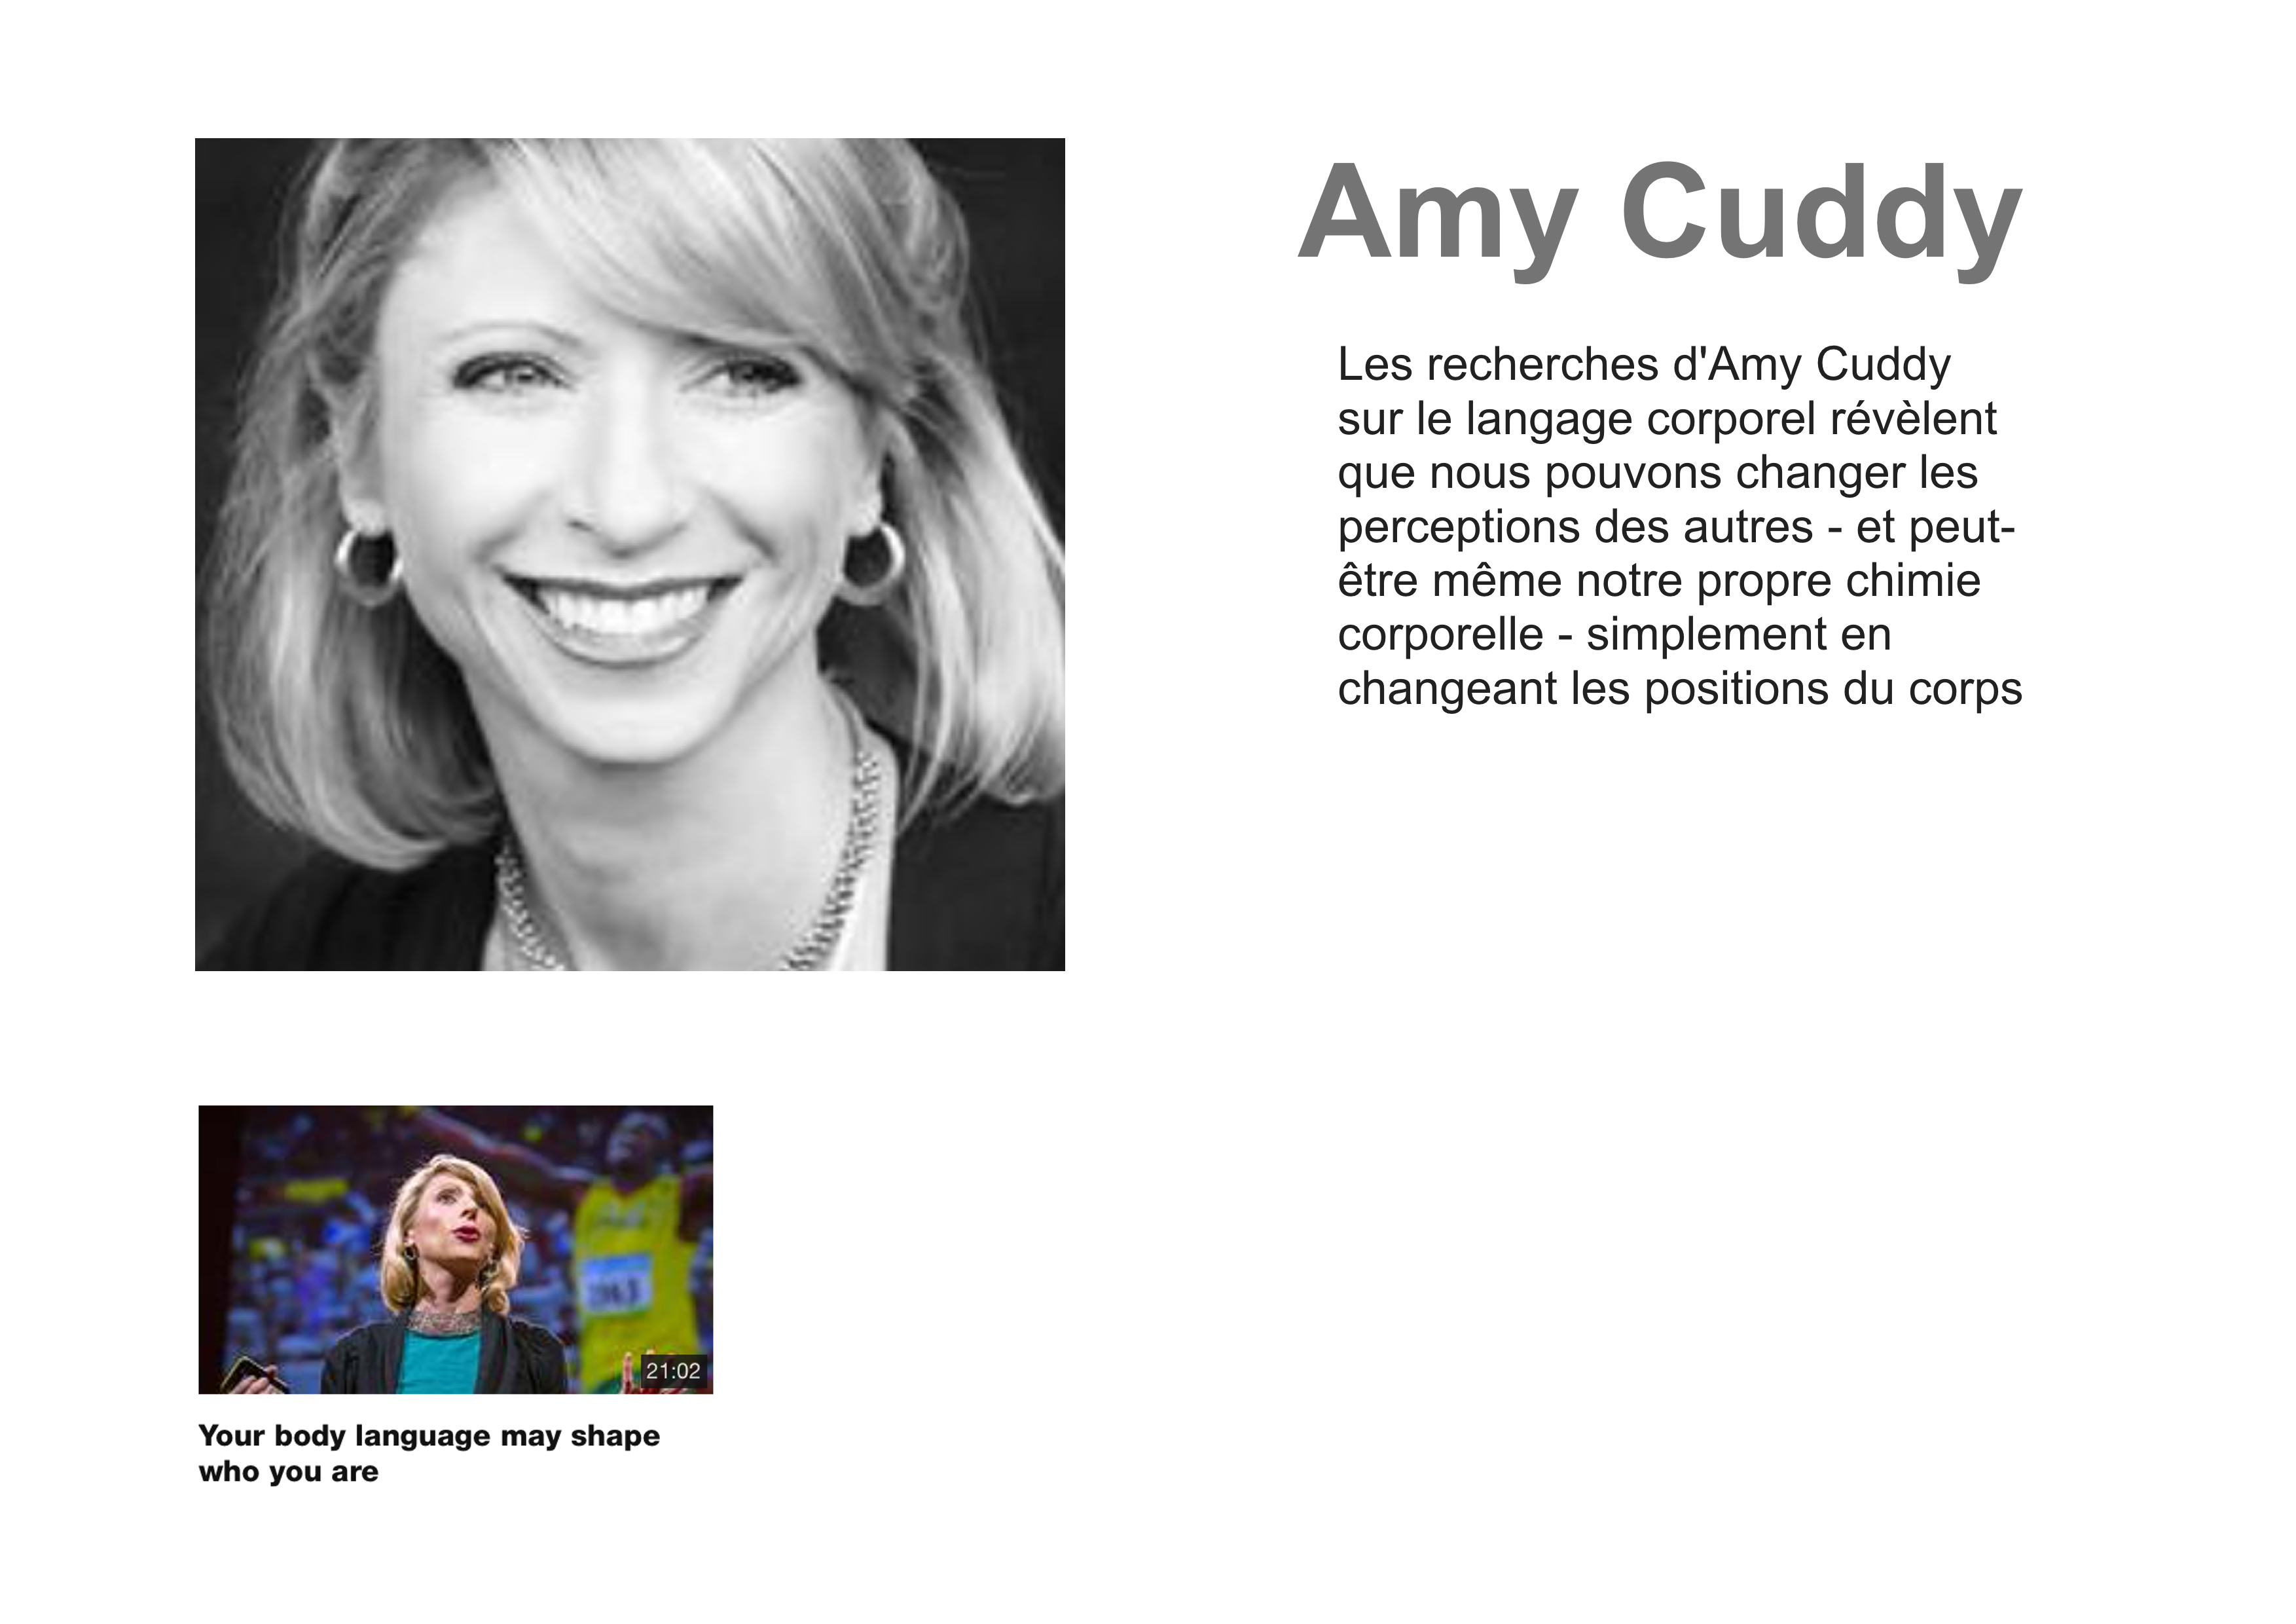 Amy Cuddy
Les recherches d'Amy Cuddy
sur le langage corporel révèlent
que nous pouvons changer les
perceptions des autres - et peut-
être même notre propre chimie
corporelle - simplement en
changeant les positions du corps
21:02
Your body language may shape
who you are